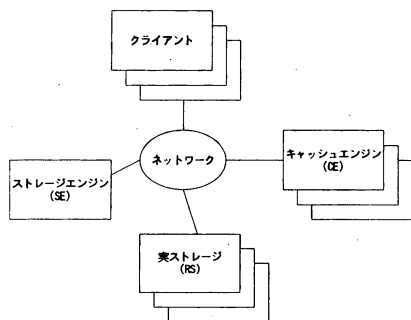 クライアント
ネットワーク
ストレージエンジン
(SE)
キャッシュエンジン
(CE)
実ストレージ
(RS)